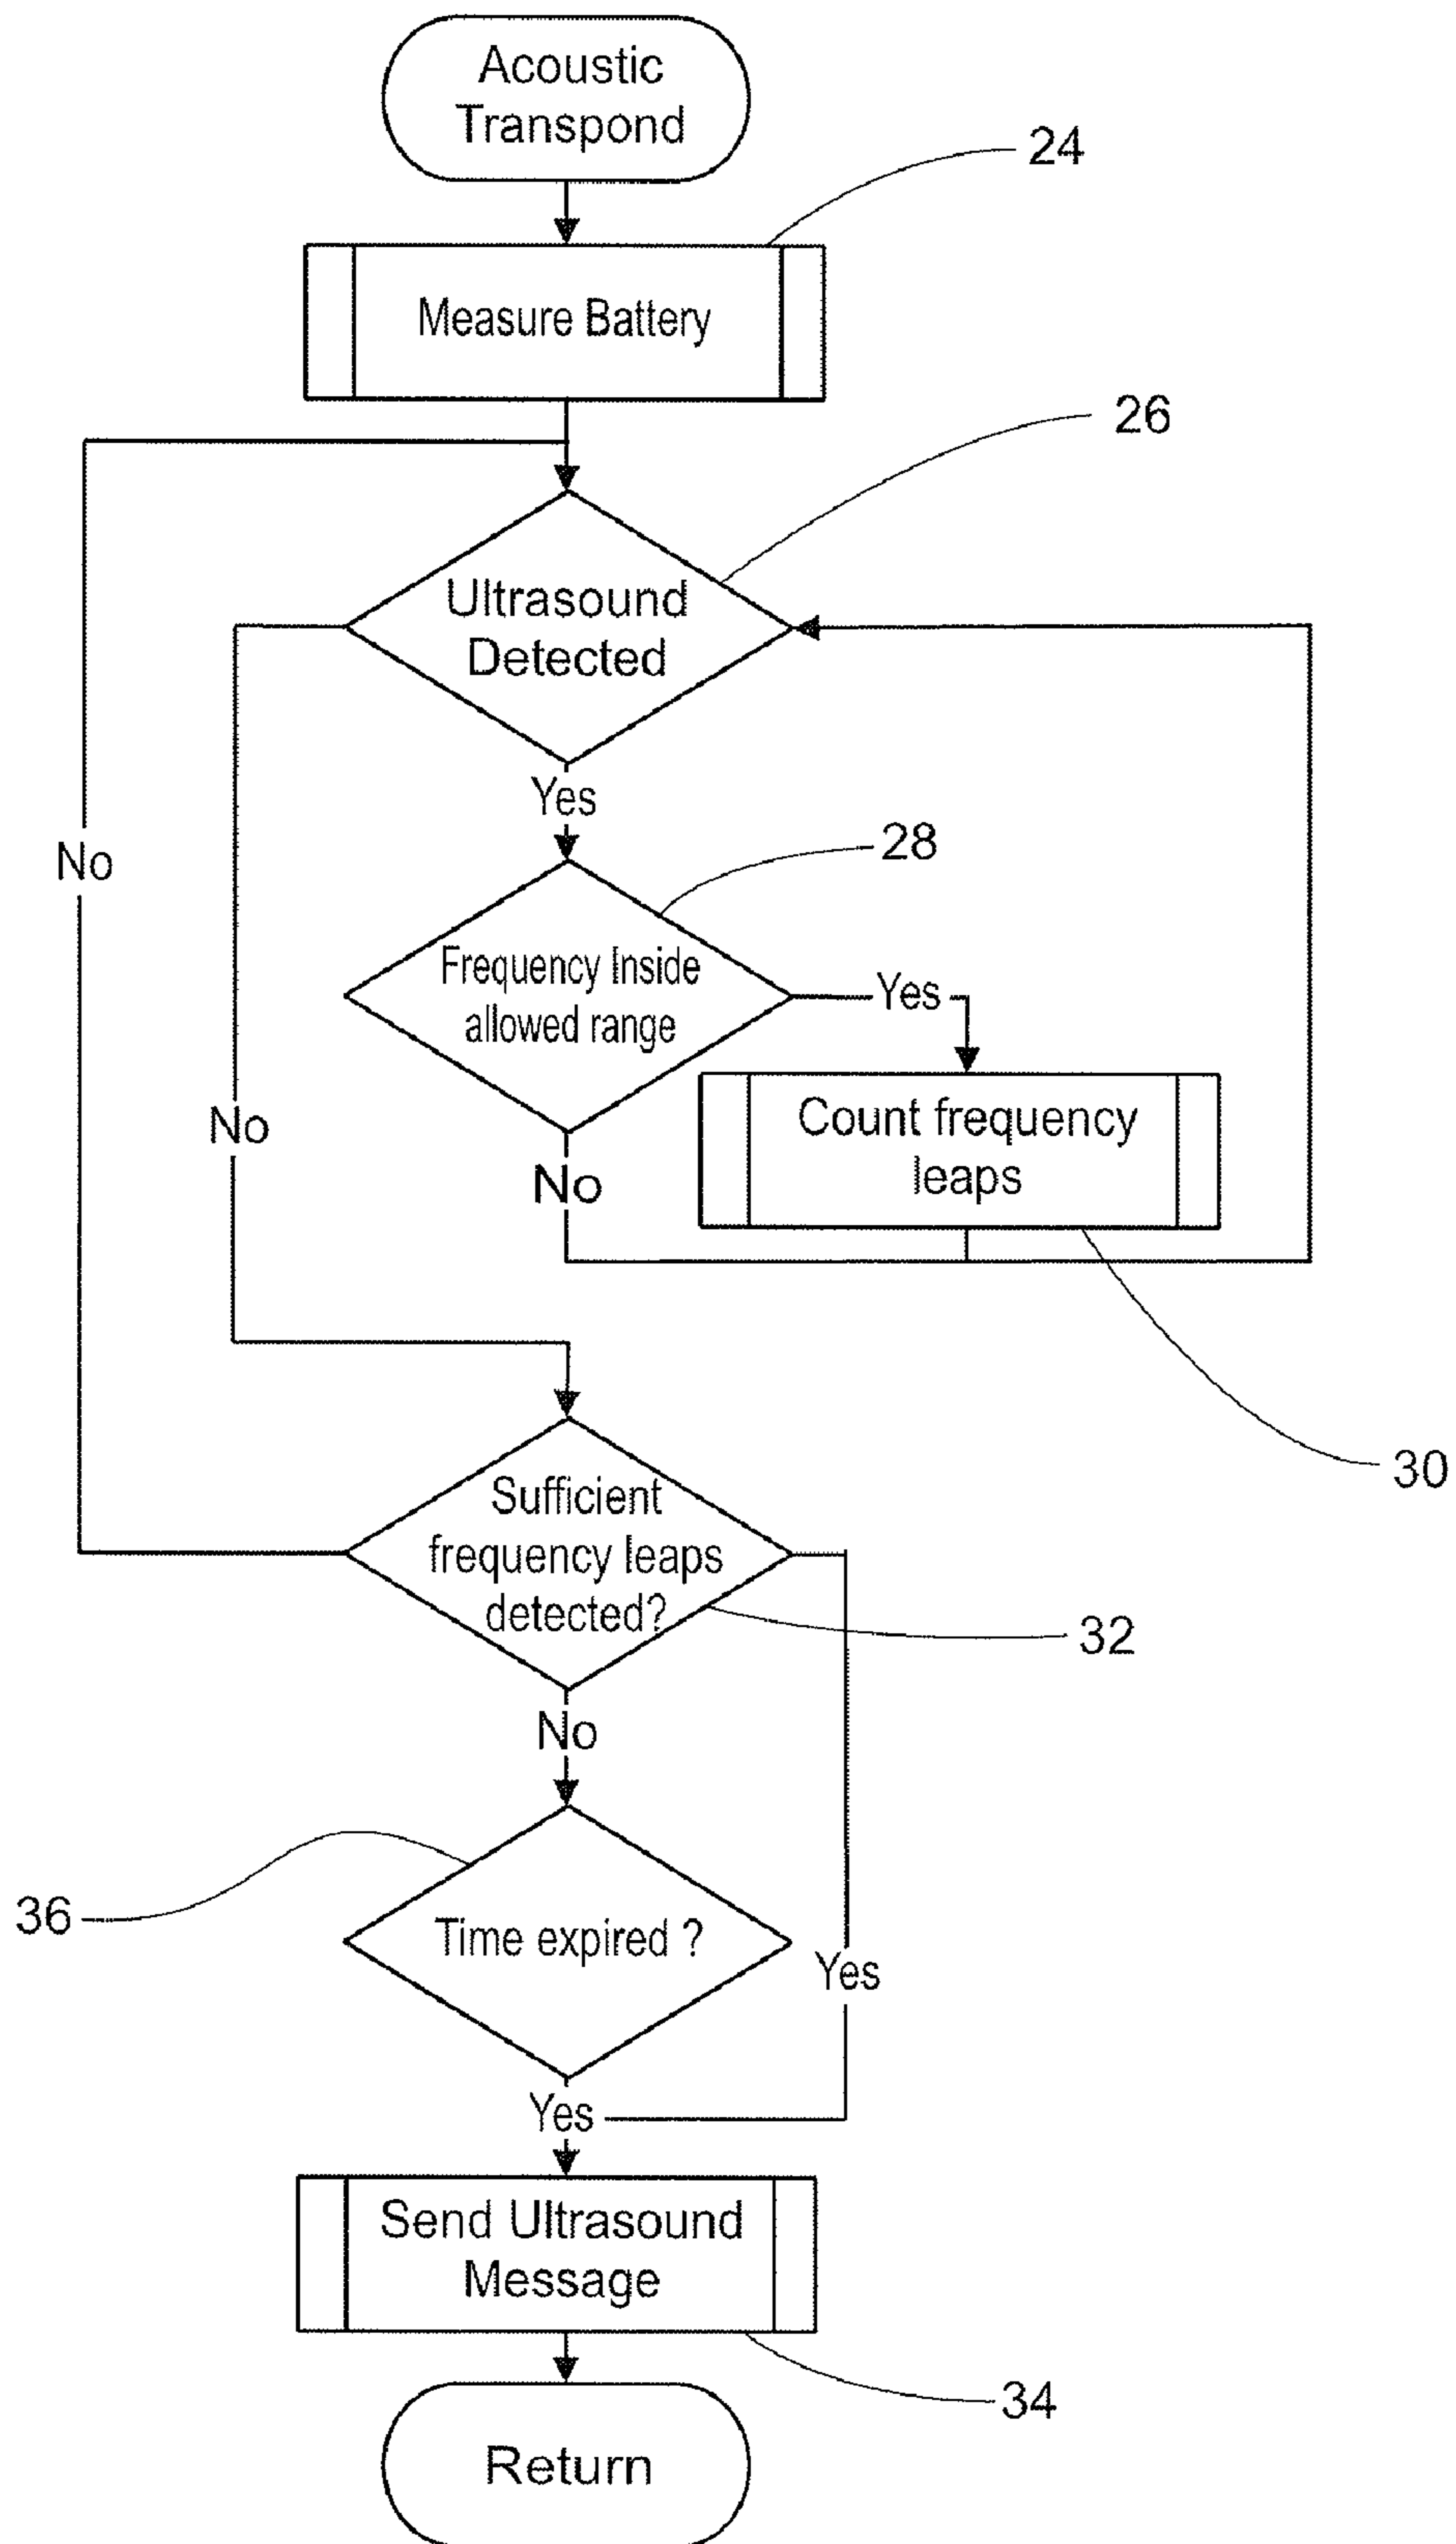 Acoustic
Transpond
24
Measure Battery
26
Ultrasound
Detected
Yes
No
28
Frequency Inside
allowed range
Yes
Count frequency
leaps
No
No
30
Sufficient
frequency leaps
detected?
32
No
36
Time expired ?
Yes
Yes
Send Ultrasound
Message
34
Return